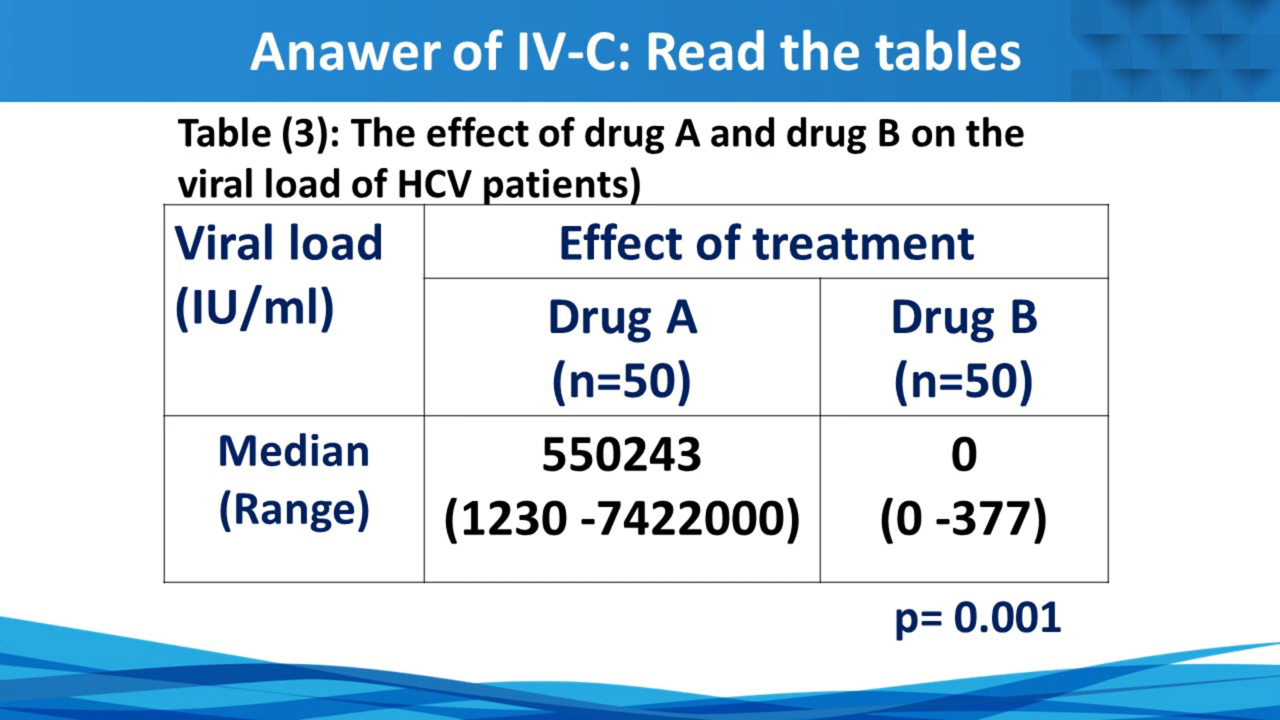 Anawer of IV-C: Read the tables
Table (3): The effect of drug A and drug B on the
viral load of HCV patients)
Viral load
(IU/ml)
Effect of treatment
Drug A
(n=50)
Drug B
(n=50)
Median
(Range)
550243
(1230 -7422000)
0
(0 -377)
p= 0.001